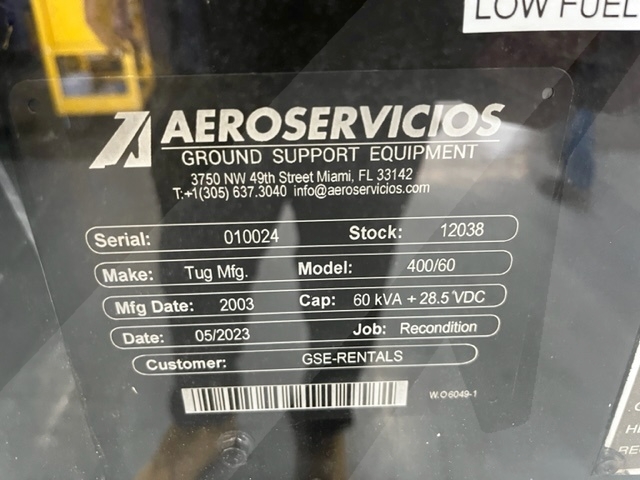 LOW FUEL
AEROSERVICIOS
GROUND SUPPORT EQUIPMENT
3750 NW 49th Street Miami, FL 33142
T:+1(305) 637.3040 info@aeroservicios.com
Serial: 010024 Stock: 12038
Make: Tug Mfg. Model: 400/60
Mfg Date: 2003 Cap: 60 kVA + 28.5 VDC
Date: 05/2023 Job: Recondition
Customer: GSE-RENTALS
W.O 6049-1